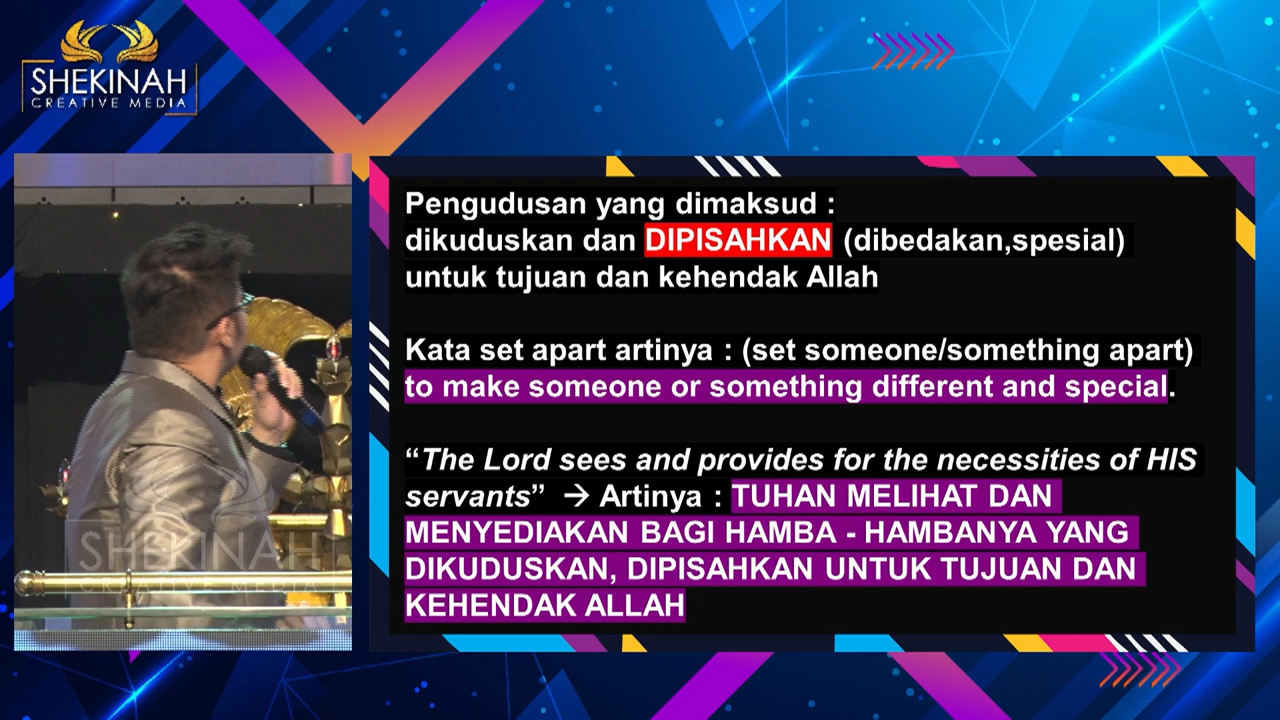 SHEKINAH
CREATIVE MEDIA
Pengudusan yang dimaksud :
dikuduskan dan DIPISAHKAN (dibedakan,spesial)
untuk tujuan dan kehendak Allah
Kata set apart artinya : (set someone/something apart)
to make someone or something different and special.
“The Lord sees and provides for the necessities of HIS
servants” → Artinya : TUHAN MELIHAT DAN
MENYEDIAKAN BAGI HAMBA - HAMBANYA YANG
DIKUDUSKAN, DIPISAHKAN UNTUK TUJUAN DAN
KEHENDAK ALLAH
SHEKINAH
CREATIVE MEDIA